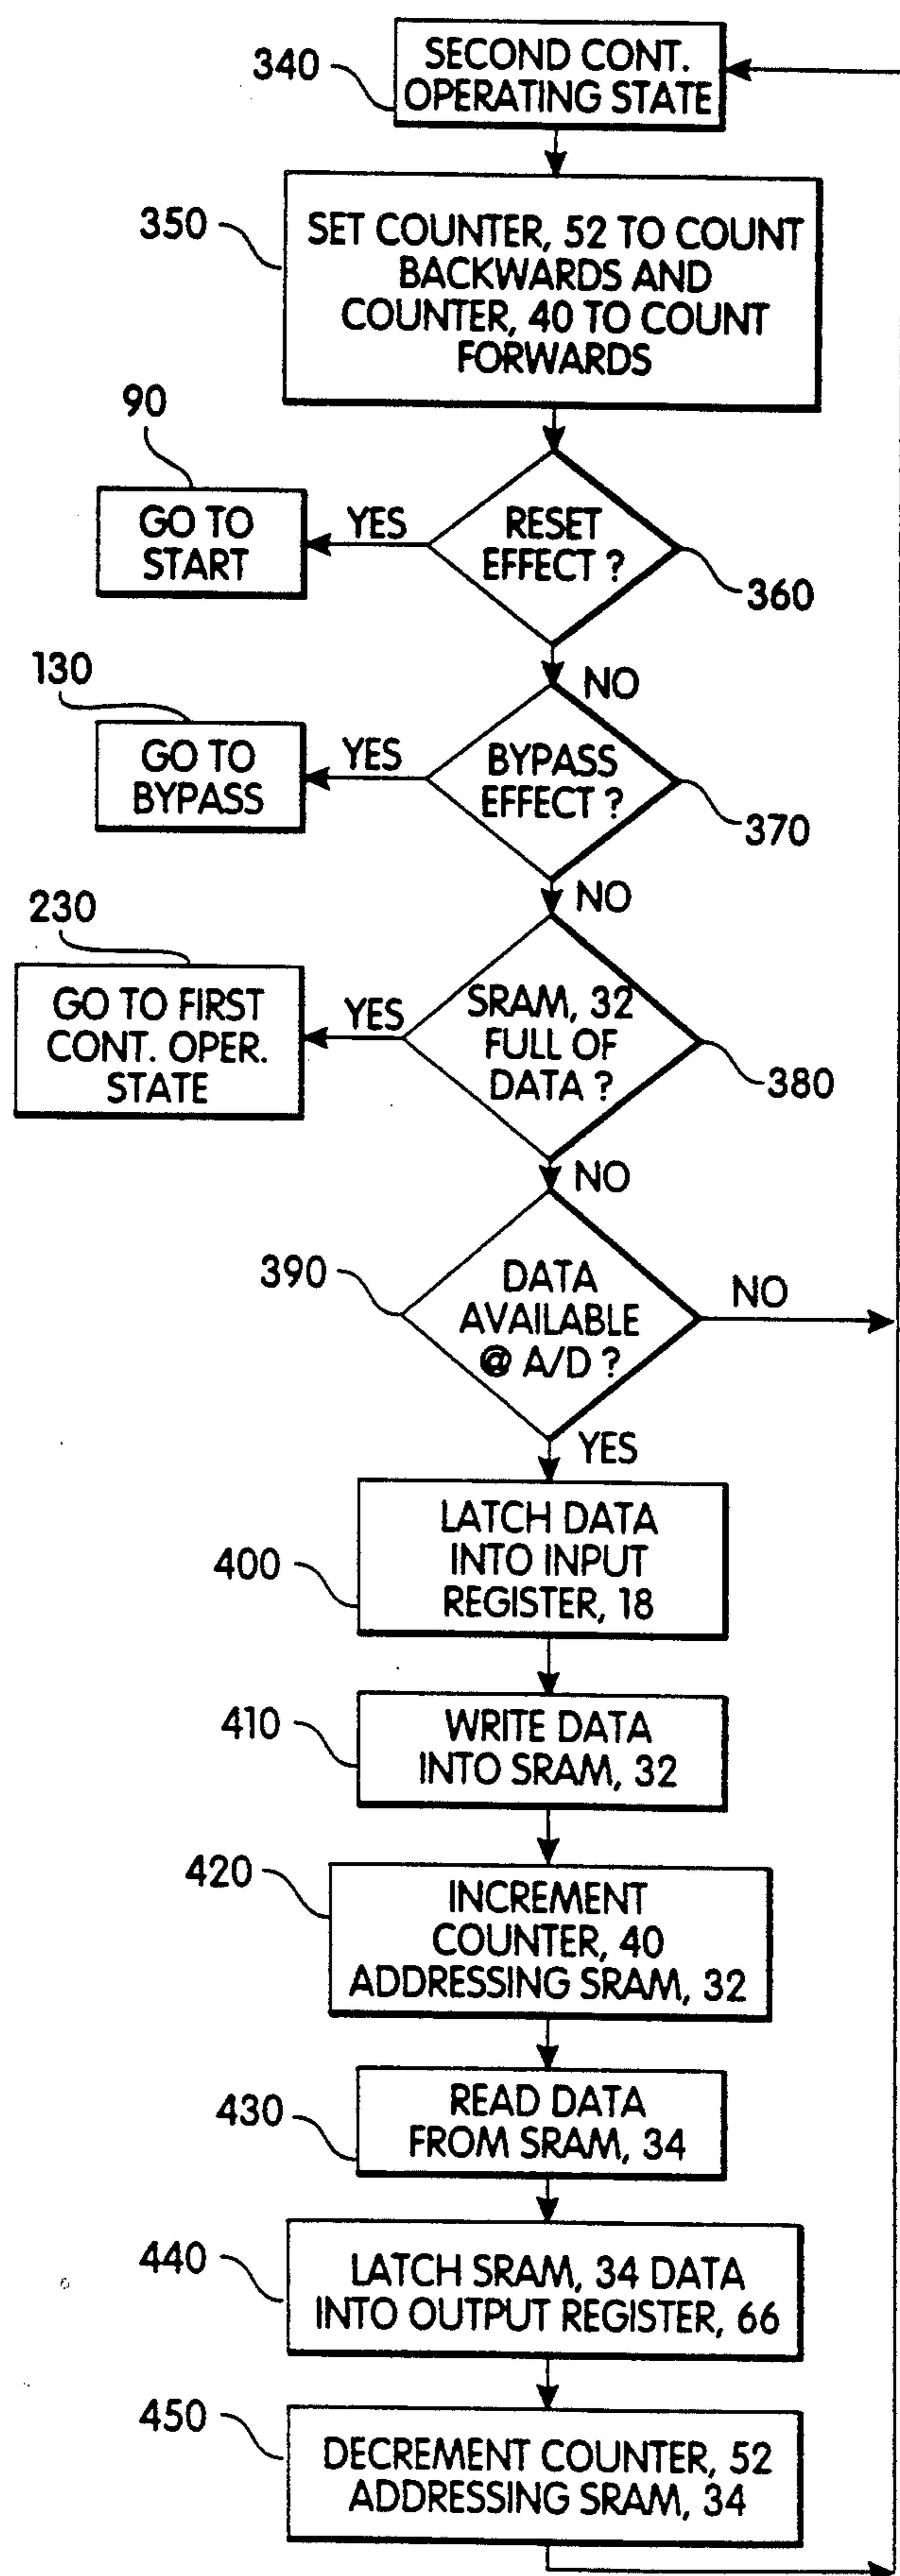 340
SECOND CONT.
OPERATING STATE
350
SET COUNTER, 52 TO COUNT
BACKWARDS AND
COUNTER, 40 TO COUNT
FORWARDS
90
GO TO
START
YES
RESET
EFFECT ?
360
NO
130
GO TO
BYPASS
YES
BYPASS
EFFECT ?
370
NO
230
GO TO FIRST
CONT. OPER.
STATE
YES
SRAM, 32
FULL OF
DATA ?
380
NO
390
DATA
AVAILABLE
@ A/D ?
NO
YES
400
LATCH DATA
INTO INPUT
REGISTER, 18
410
WRITE DATA
INTO SRAM, 32
420
INCREMENT
COUNTER, 40
ADDRESSING SRAM, 32
430
READ DATA
FROM SRAM, 34
440
LATCH SRAM, 34 DATA
INTO OUTPUT REGISTER, 66
450
DECREMENT COUNTER, 52
ADDRESSING SRAM, 34